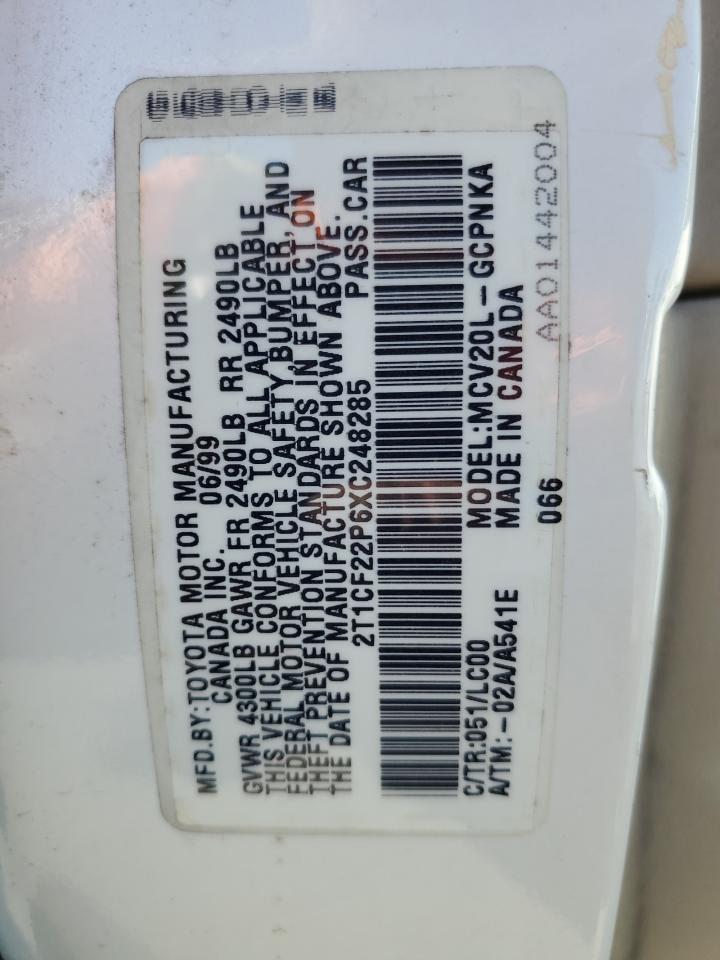 MFD.BY:TOYOTA MOTOR MANUFACTURING
CANADA INC. 06/99
GVWR 4300LB GAWR FR 2490LB RR 2490LB
THIS VEHICLE CONFORMS TO ALL APPLICABLE
FEDERAL MOTOR VEHICLE SAFETY,BUMPER, AND
THEFT PREVENTION STANDARDS IN EFFECT ON
THE DATE OF MANUFACTURE SHOWN ABOVE.
2T1CF22P6XC248285 PASS.CAR
C/TR:051/LC00 MODEL:MCV20L-GCPNKA
A/TM:-02A/A541E MADE IN CANADA
066
AA01442004